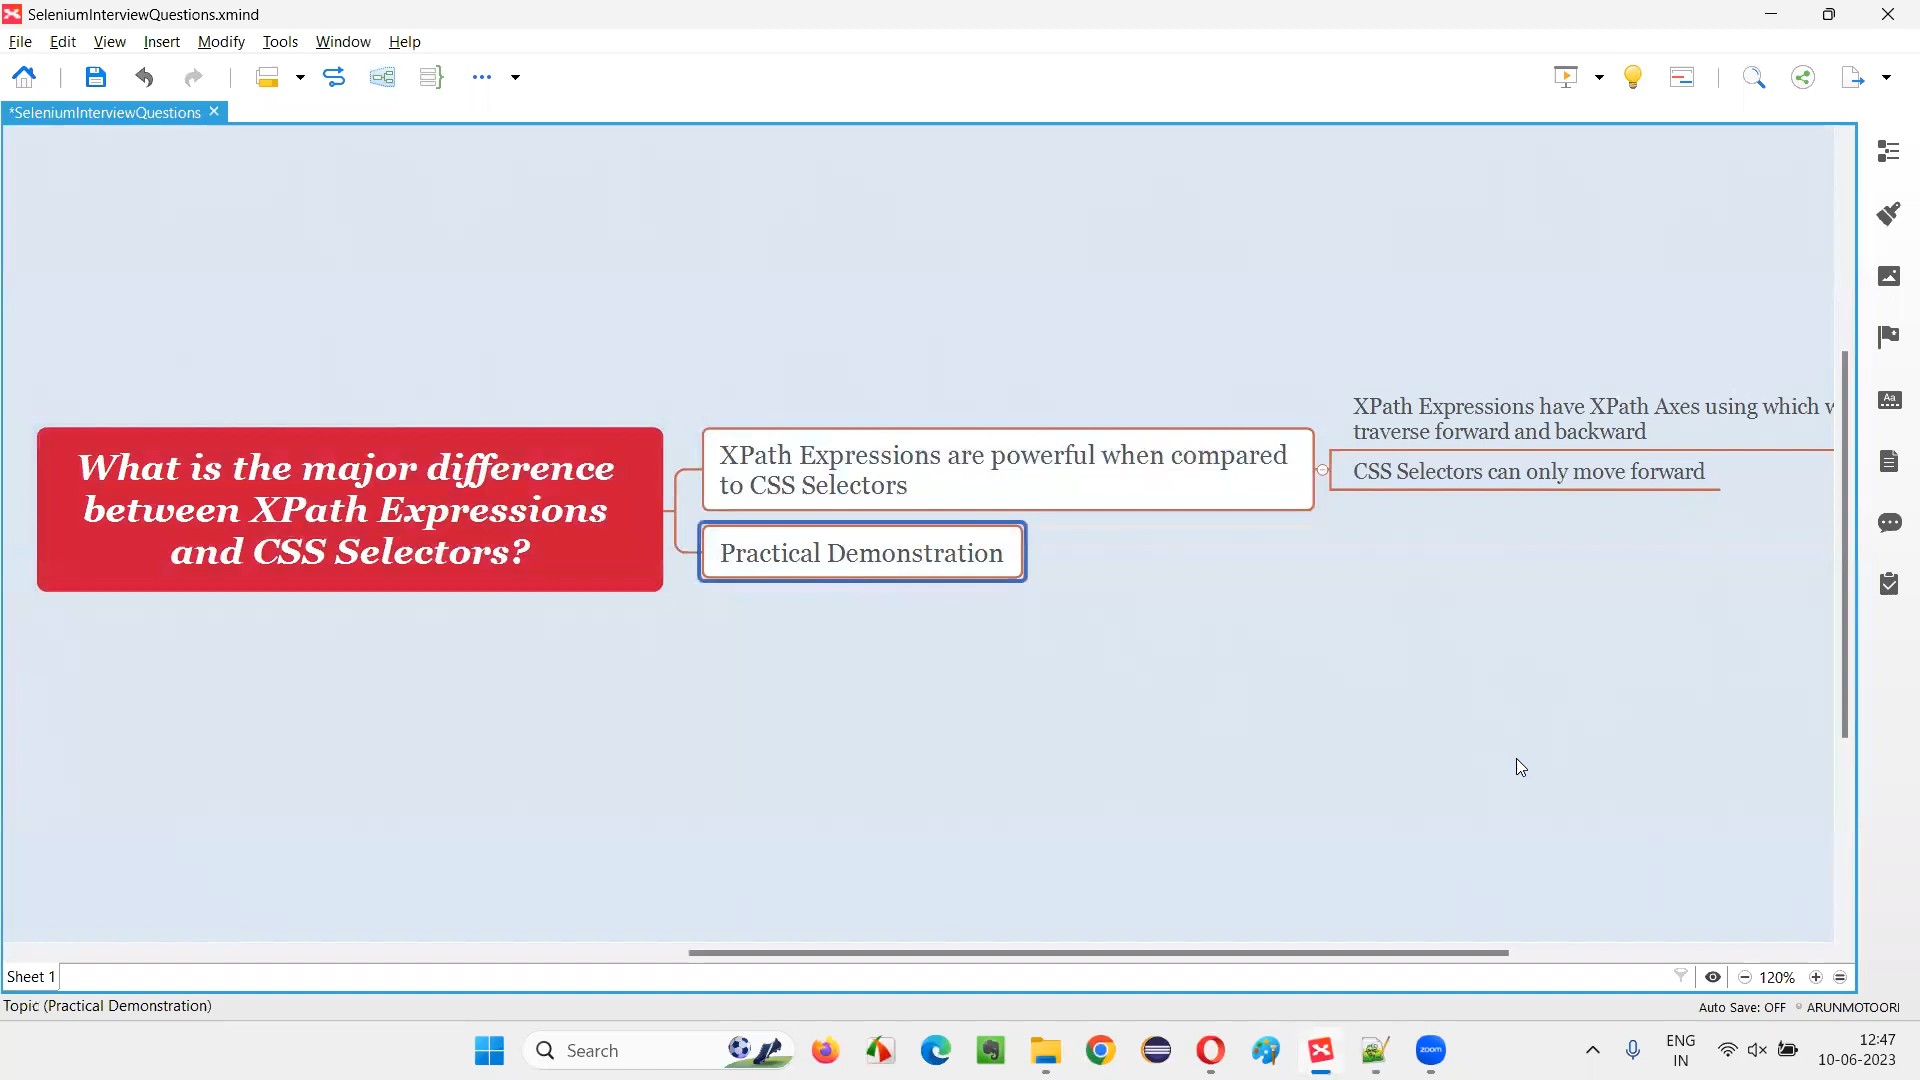 SeleniumInterviewQuestions.xmind
File Edit View Insert Modify Tools Window Help
*SeleniumInterviewQuestions
XPath Expressions have XPath Axes using which
traverse forward and backward
CSS Selectors can only move forward
XPath Expressions are powerful when compared
to CSS Selectors
What is the major difference
between XPath Expressions
and CSS Selectors?
Practical Demonstration
Sheet 1
120%
Topic (Practical Demonstration)
Auto Save: OFF
ARUNMOTOORI
Search
zoom
ENG
IN
12:47
10-06-2023